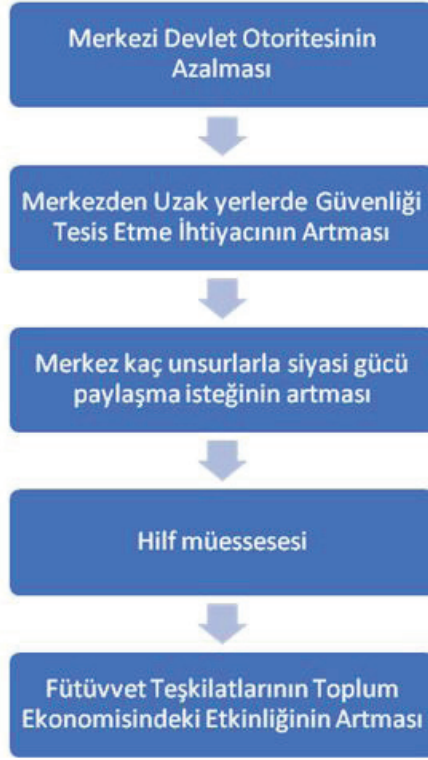 Merkezi Devlet Otoritesinin
Azalması
Merkezden Uzak yerlerde Güvenliği
Tesis Etme İhtiyacının Artması
Merkez kaç unsurlarla siyasi gücü
paylaşma isteğinin artması
Hilf müessesesi
Fütüvvet Teşkilatlarının Toplum
Ekonomisindeki Etkinliğinin Artması